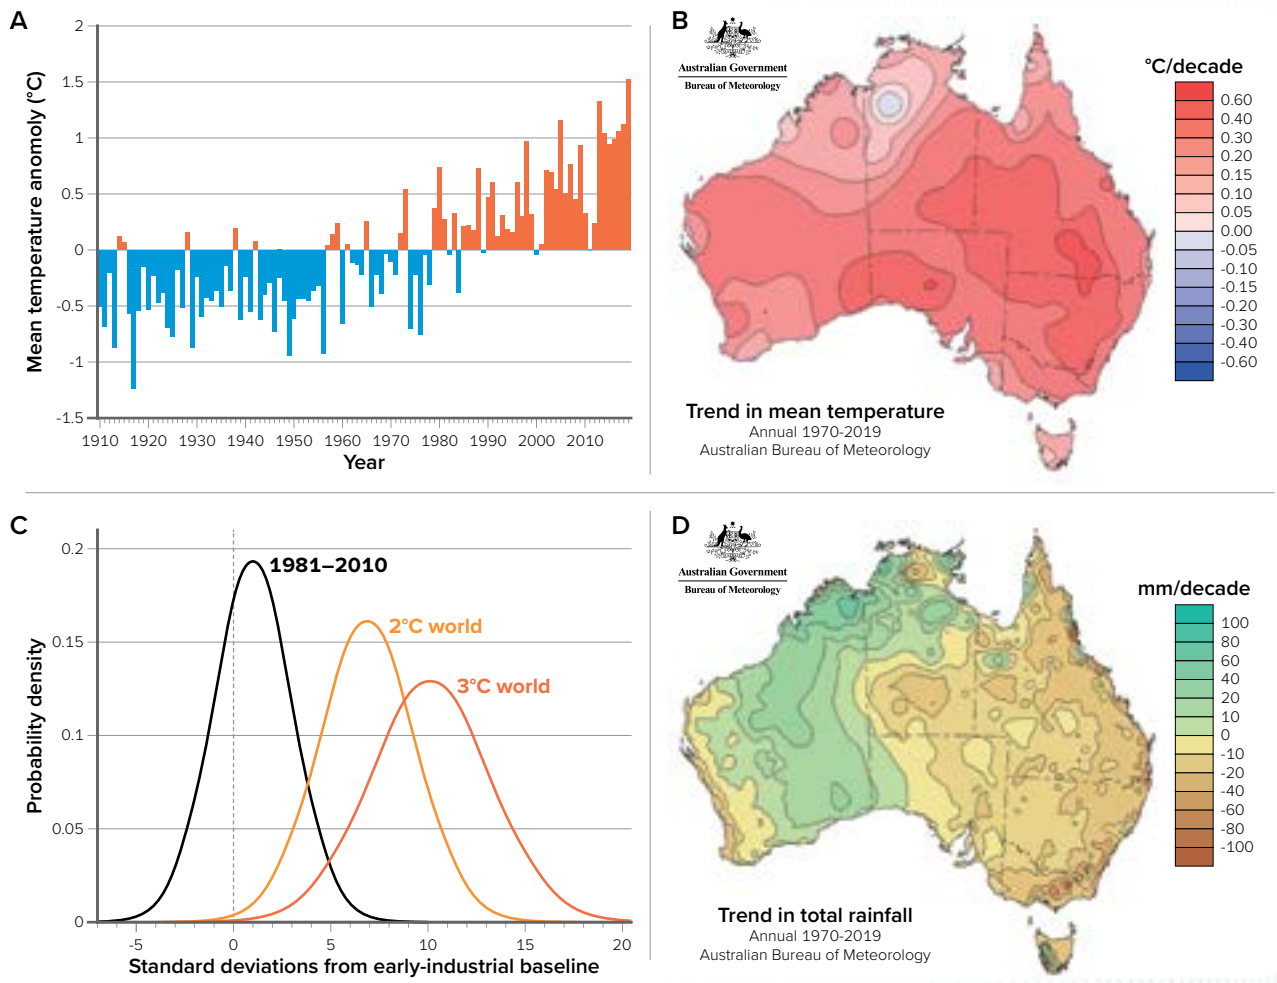 A
2
1.5
1
0.5
0
-0.5
-1
-1.5
Mean temperature anomoly (°C)
1910 1920 1930 1940 1950 1960 1970 1980 1990 2000 2010
Year
B
Australian Government
Bureau of Meteorology
°C/decade
0.60
0.40
0.30
0.20
0.15
0.10
0.05
0.00
-0.05
-0.10
-0.15
-0.20
-0.30
-0.40
-0.60
Trend in mean temperature
Annual 1970-2019
Australian Bureau of Meteorology
C
0.2
0.15
0.1
0.05
0
Probability density
1981–2010
2°C world
3°C world
-5 0 5 10 15 20
Standard deviations from early-industrial baseline
D
Australian Government
Bureau of Meteorology
mm/decade
100
80
60
40
20
10
0
-10
-20
-40
-60
-80
-100
Trend in total rainfall
Annual 1970-2019
Australian Bureau of Meteorology